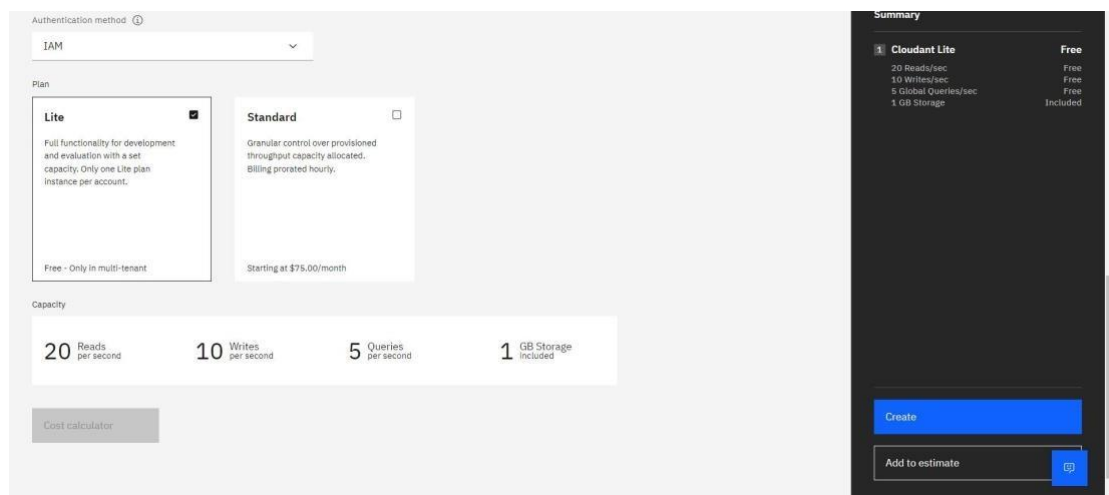 Authentication method
IAM
Plan
Lite
Full functionality for development
and evaluation with a set
capacity. Only one Lite plan
instance per account.
Free - Only in multi-tenant
Standard
Granular control over provisioned
throughput capacity allocated.
Billing prorated hourly.
Starting at $75.00/month
Capacity
20 Reads per second
10 Writes per second
5 Queries per second
1 GB Storage included
Cost calculator
Summary
1 Cloudant Lite Free
20 Reads/sec Free
10 Writes/sec Free
5 Global Queries/sec Free
1 GB Storage Included
Create
Add to estimate